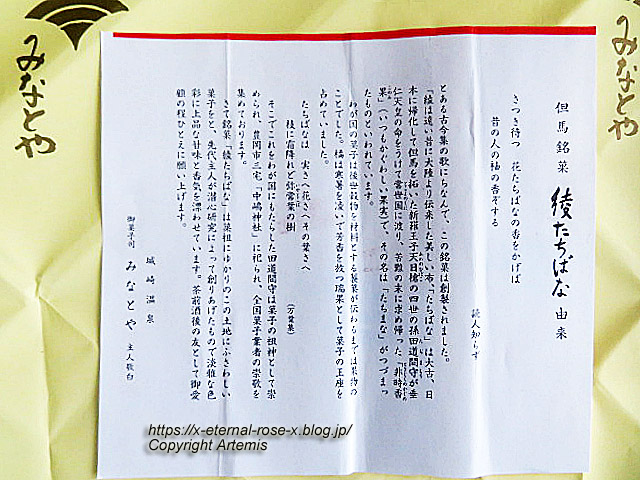 みなとや
みなとや
但馬銘菓 綾たちばな 由来
さつき待つ 花たちばなの香をかげば
昔の人の袖の香ぞする
読人知らず
とある古今集の歌にちなんで、この銘菓は創製されました。
「綾は遠い昔に大陸より伝来した美しい布、「たちばな」は大古、日
本に帰化して但馬を拓いた新羅王子天日槍の四世の孫田道間守が垂
仁天皇の命をうけて常世国に渡り、苦難の末に求め帰った「非時香
果」(いつもかぐわしい果実)で、その名は「たちまな」がつづまっ
たものといわれています。
わが国の菓子は後世穀物を材料とする製菓が伝わるまでは果物の
ことでした。橘は寒暑を凌いで芳香を放つ瑞果として菓子の王座を
占めていました。
たちばなは 実さへ花さへその葉さへ
枝に霜降れど弥常葉の樹
(万葉集)
そこでこれをわが国にもたらした田道間守は菓子の祖神として崇
められ、豊岡市三宅「中嶋神社」に祀られ、全国菓子業者の崇敬を
集めております。
さて銘菓「綾たちばな」は菓祖にゆかりのこの土地にふさわしい
菓子をと、先代主人が潜心研究によって創りあげたもので淡雅な色
彩に上品な甘味と香気を漂わせています。茶前酒後の友として御愛
顧の程ひとえに願い上げます。
城崎温泉
御菓子司 みなとや 主人敬白
https://x-eternal-rose-x.blog.jp/
Copyright Artemis